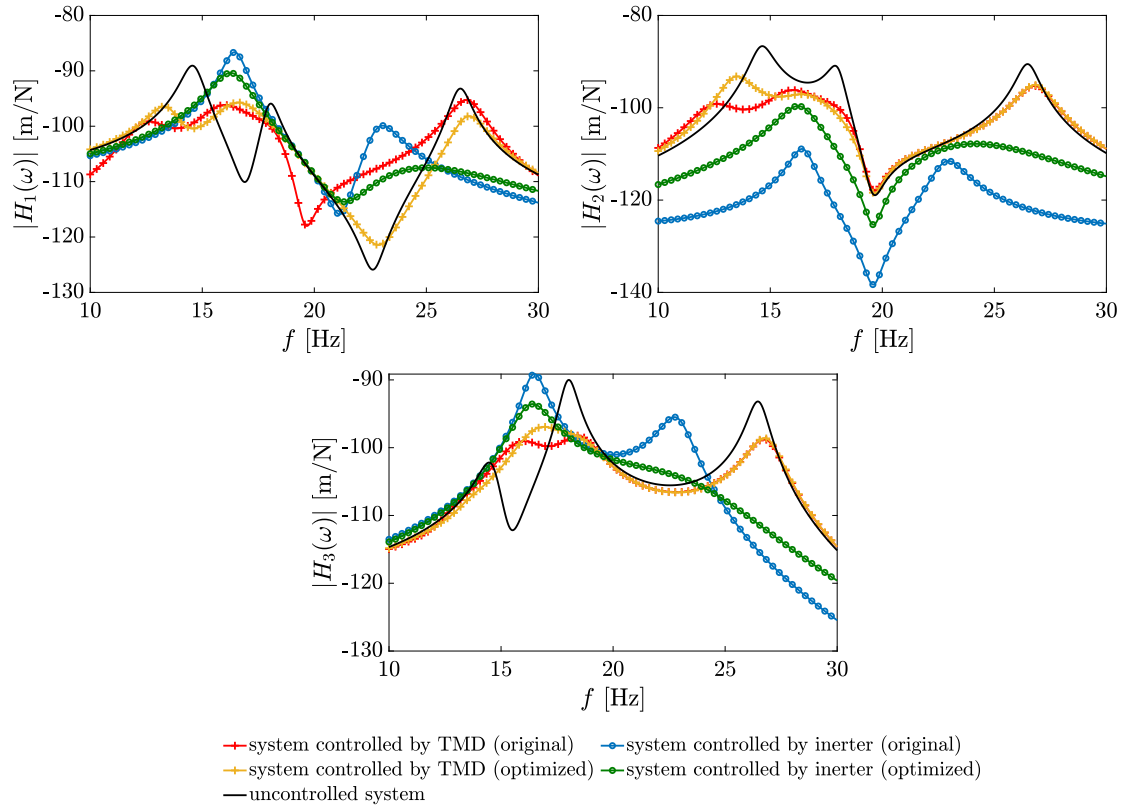 -80
-90
-100
-110
-120
-130
10
15
20
25
30
|H₁(ω)| [m/N]
f [Hz]
-80
-100
-120
-140
10
15
20
25
30
|H₂(ω)| [m/N]
f [Hz]
-90
-100
-110
-120
-130
10
15
20
25
30
|H₃(ω)| [m/N]
f [Hz]
system controlled by TMD (original)
system controlled by inerter (original)
system controlled by TMD (optimized)
system controlled by inerter (optimized)
uncontrolled system